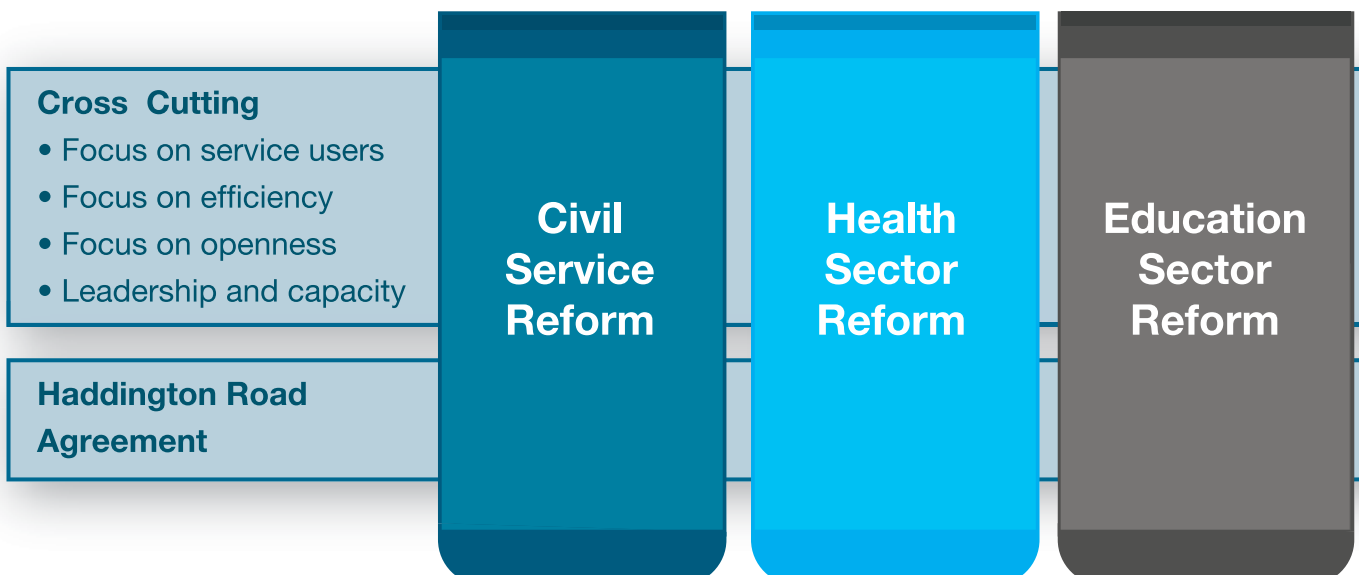 Cross Cutting
• Focus on service users
• Focus on efficiency
• Focus on openness
• Leadership and capacity
Haddington Road
Agreement
Civil
Service
Reform
Health
Sector
Reform
Education
Sector
Reform